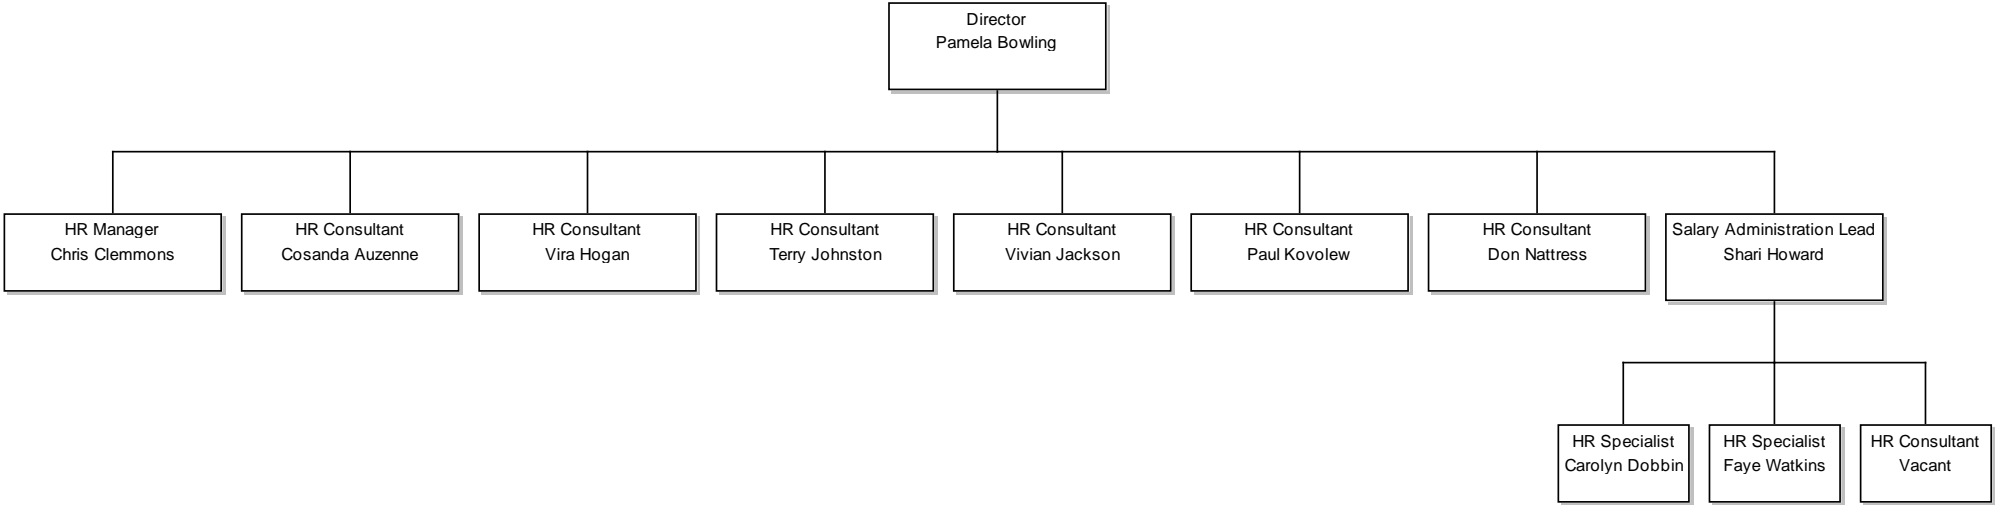 Director
Pamela Bowling
HR Manager
Chris Clemmons
HR Consultant
Cosanda Auzenne
HR Consultant
Vira Hogan
HR Consultant
Terry Johnston
HR Consultant
Vivian Jackson
HR Consultant
Paul Kovolew
HR Consultant
Don Nattress
Salary Administration Lead
Shari Howard
HR Specialist
Carolyn Dobbin
HR Specialist
Faye Watkins
HR Consultant
Vacant